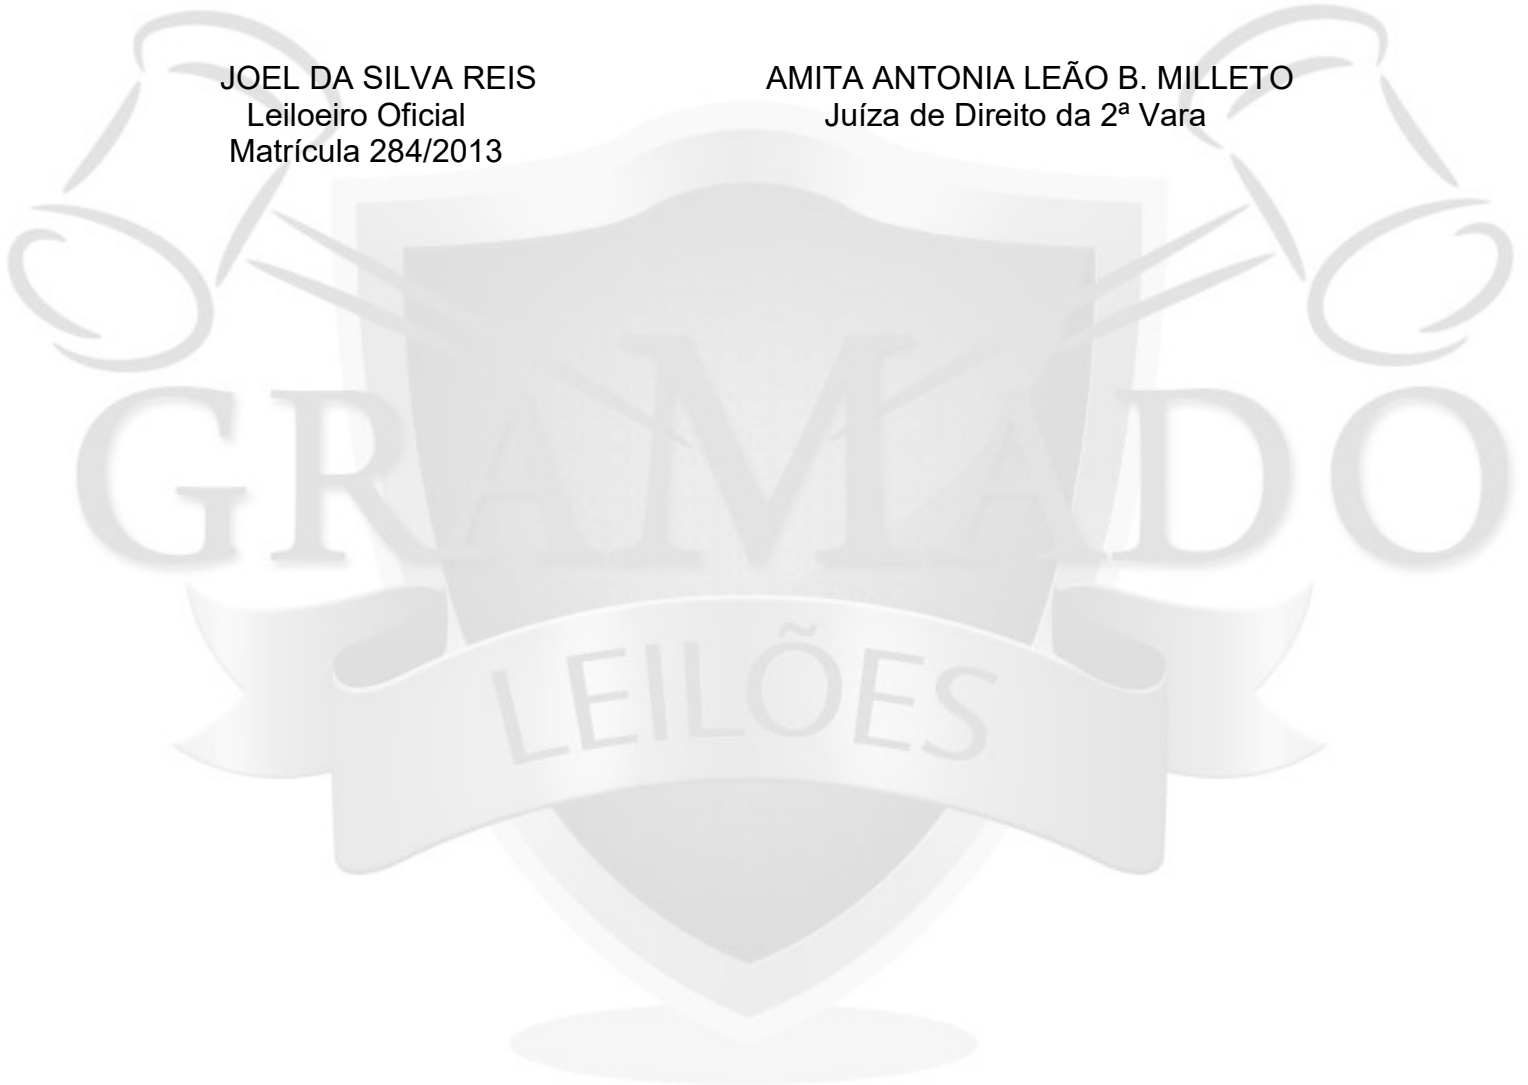 JOEL DA SILVA REIS
Leiloeiro Oficial
Matrícula 284/2013
AMITA ANTONIA LEÃO B. MILLETO
Juíza de Direito da 2ª Vara
GRAMADO
LEILÕES